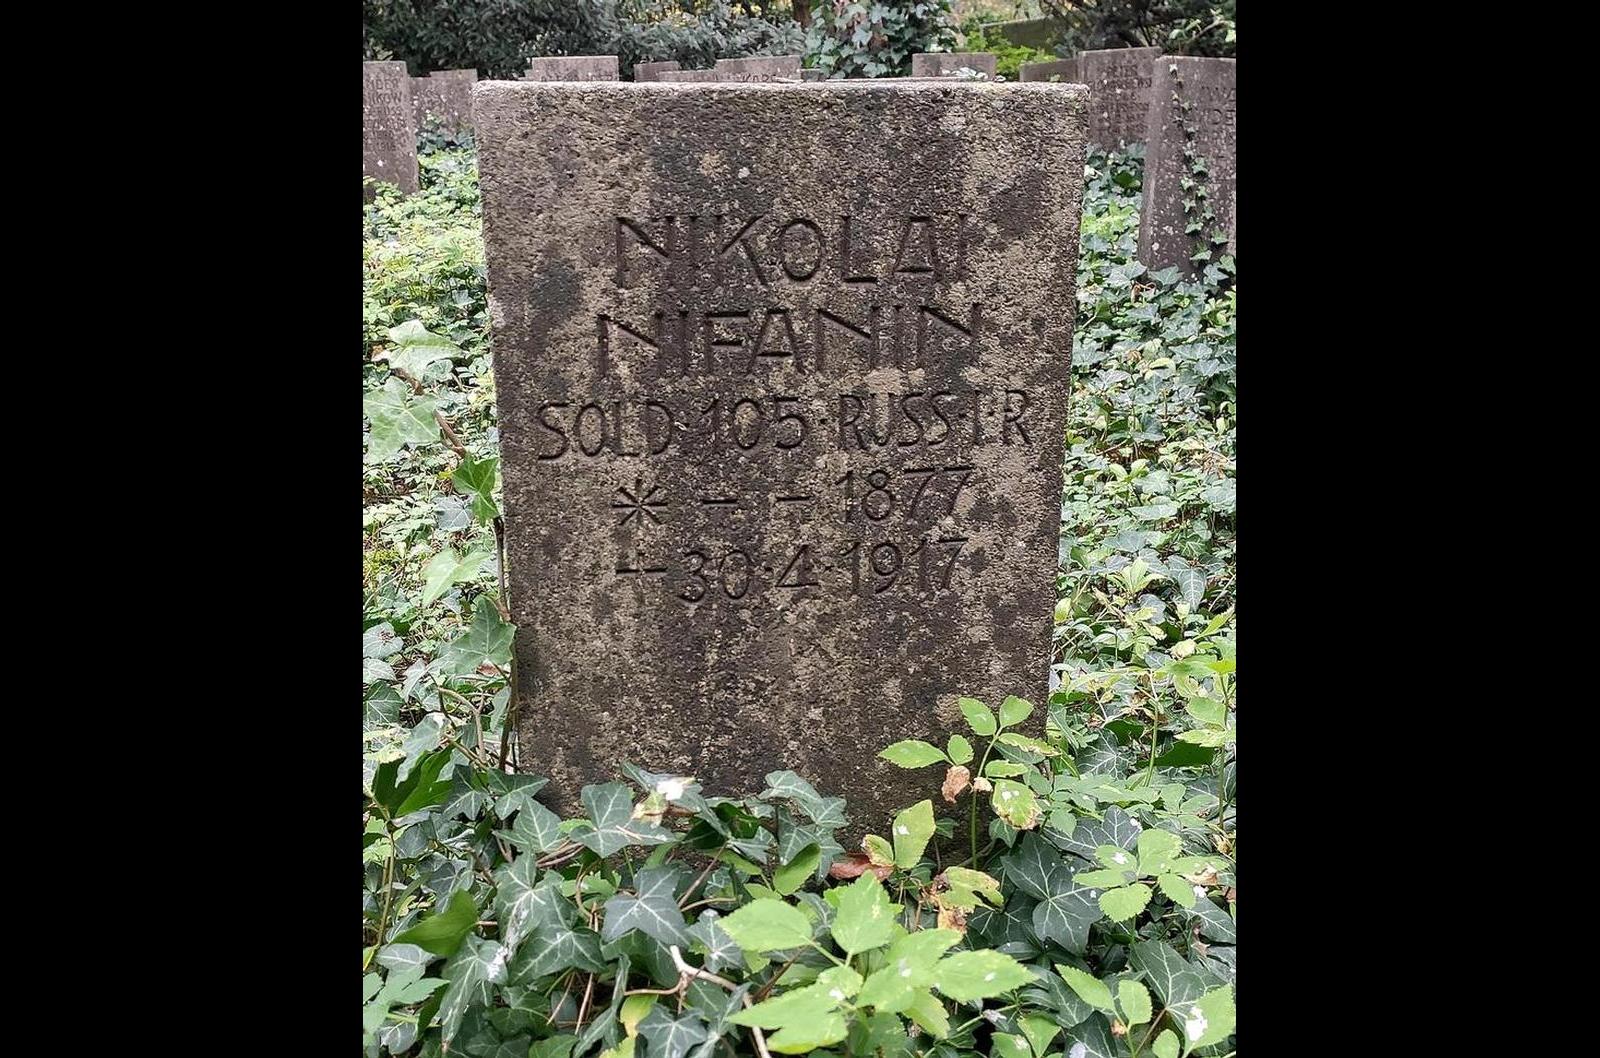 NIKOLAI
NIFANIN
SOLD·105·RUSS·I·R
* – – 1877
+ 30·4·1917